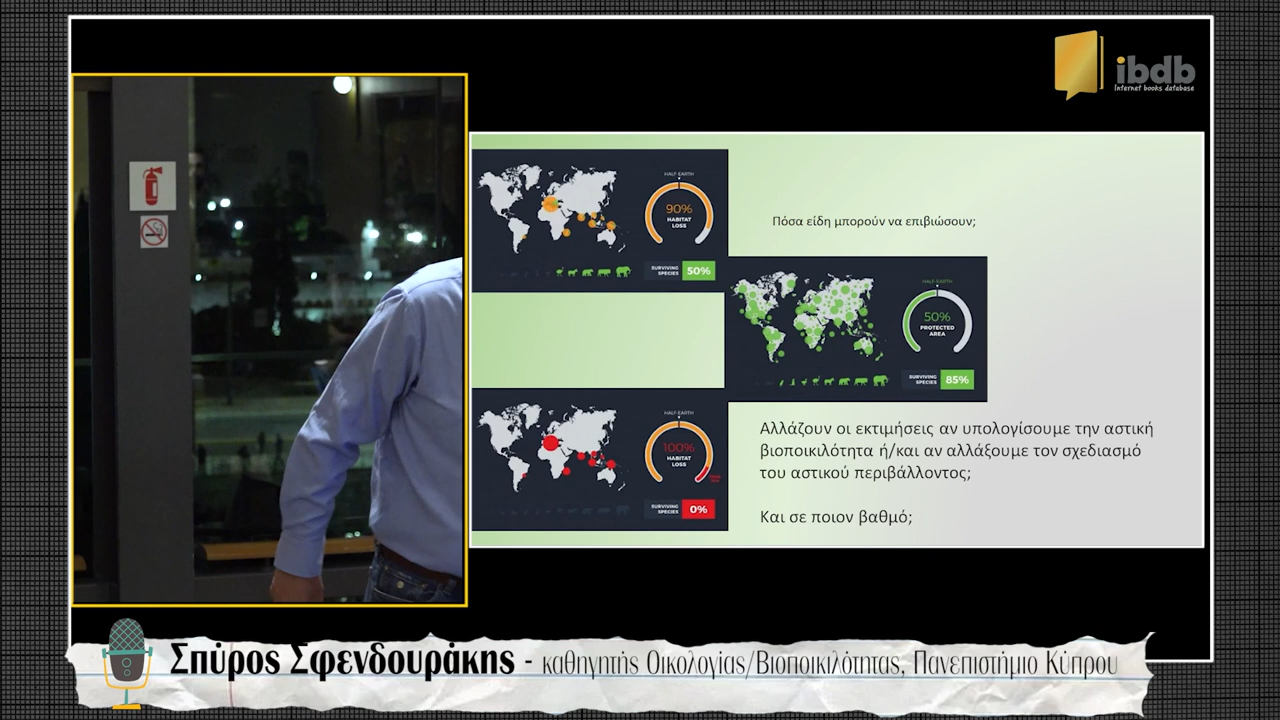 ibdb
Internet books database
HALF-EARTH
90%
HABITAT
LOSS
SURVIVING
SPECIES
50%
Πόσα είδη μπορούν να επιβιώσουν;
HALF-EARTH
50%
PROTECTED
AREA
SURVIVING
SPECIES
85%
HALF-EARTH
100%
HABITAT
LOSS
SURVIVING
SPECIES
0%
Αλλάζουν οι εκτιμήσεις αν υπολογίσουμε την αστική
βιοποικιλότητα ή/και αν αλλάξουμε τον σχεδιασμό
του αστικού περιβάλλοντος;
Και σε ποιον βαθμό;
Σπύρος Σφενδουράκης - καθηγητής Οικολογίας/Βιοποικιλότητας, Πανεπιστήμιο Κύπρου